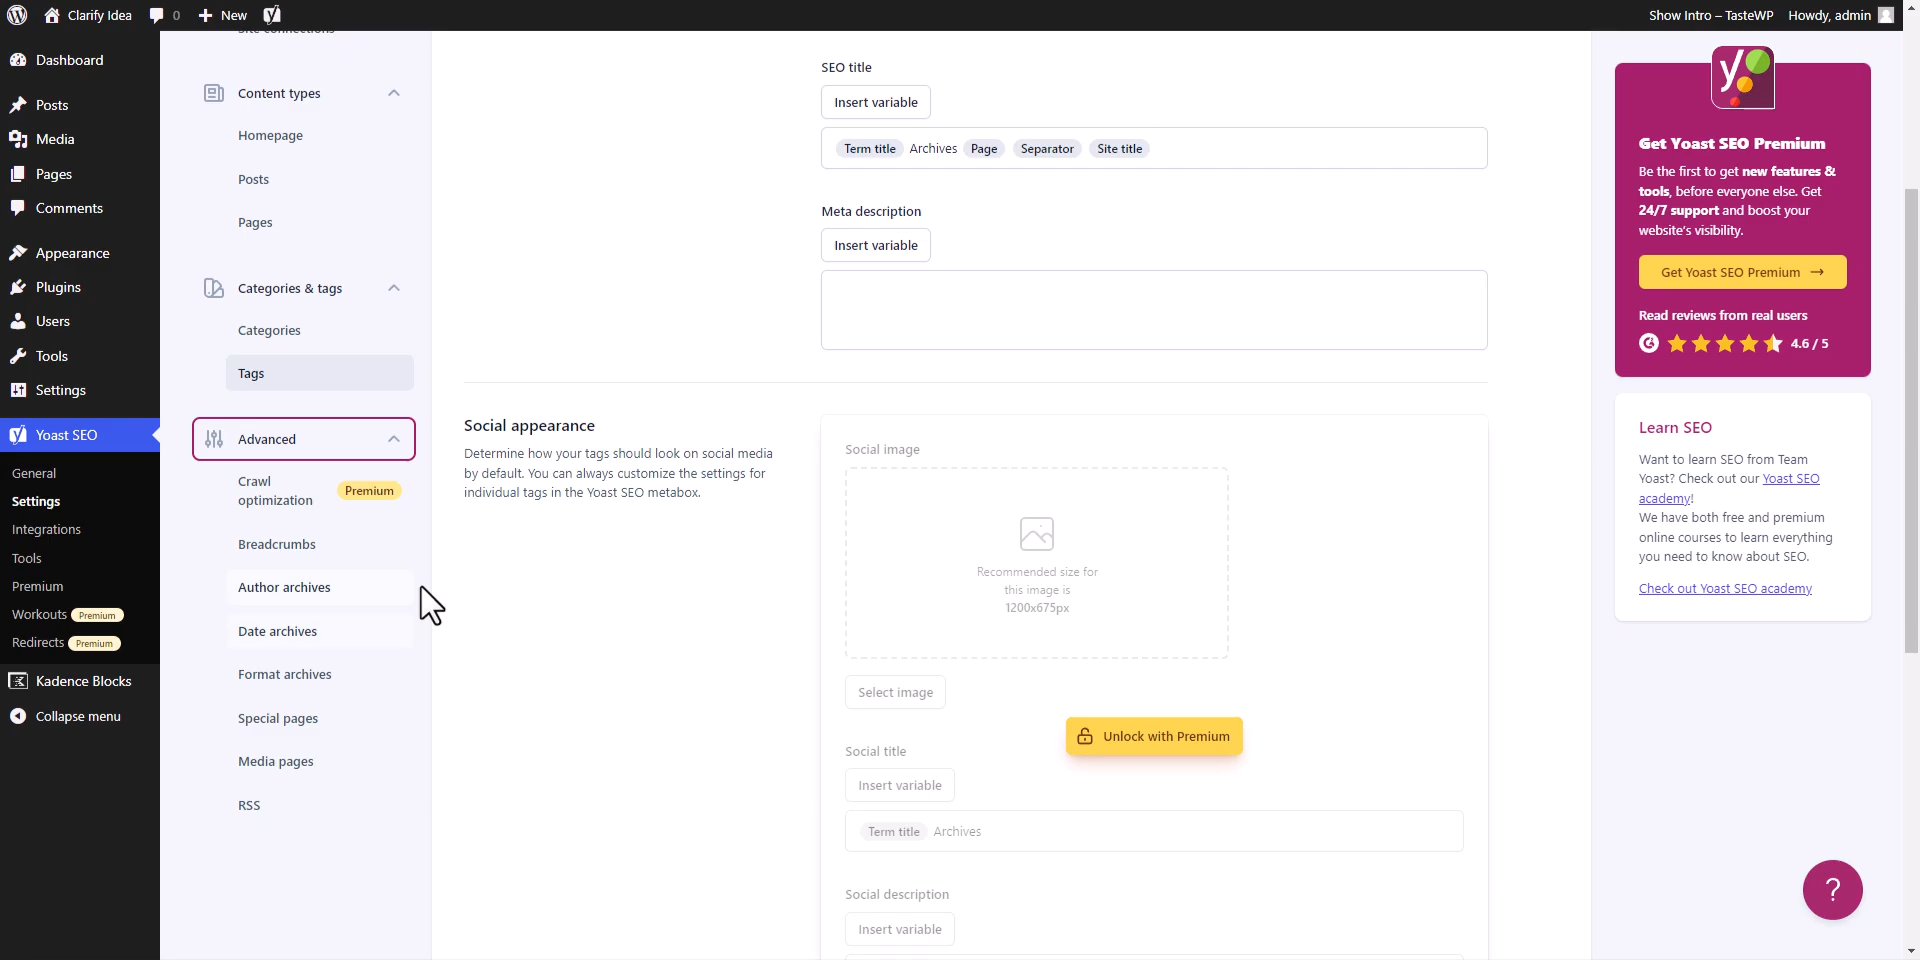 Clarify Idea
0
New
Show Intro – TasteWP
Howdy, admin
Dashboard
Posts
Media
Pages
Comments
Appearance
Plugins
Users
Tools
Settings
Yoast SEO
General
Settings
Integrations
Tools
Premium
Workouts Premium
Redirects Premium
Kadence Blocks
Collapse menu
Site connections
Content types
Homepage
Posts
Pages
Categories & tags
Categories
Tags
Advanced
Crawl
optimization
Premium
Breadcrumbs
Author archives
Date archives
Format archives
Special pages
Media pages
RSS
SEO title
Insert variable
Term title Archives Page Separator Site title
Meta description
Insert variable
Social appearance
Determine how your tags should look on social media
by default. You can always customize the settings for
individual tags in the Yoast SEO metabox.
Social image
Recommended size for
this image is
1200x675px
Select image
Unlock with Premium
Social title
Insert variable
Term title Archives
Social description
Insert variable
y
Get Yoast SEO Premium
Be the first to get new features &
tools, before everyone else. Get
24/7 support and boost your
website's visibility.
Get Yoast SEO Premium →
Read reviews from real users
4.6 / 5
Learn SEO
Want to learn SEO from Team
Yoast? Check out our Yoast SEO
academy!
We have both free and premium
online courses to learn everything
you need to know about SEO.
Check out Yoast SEO academy
?